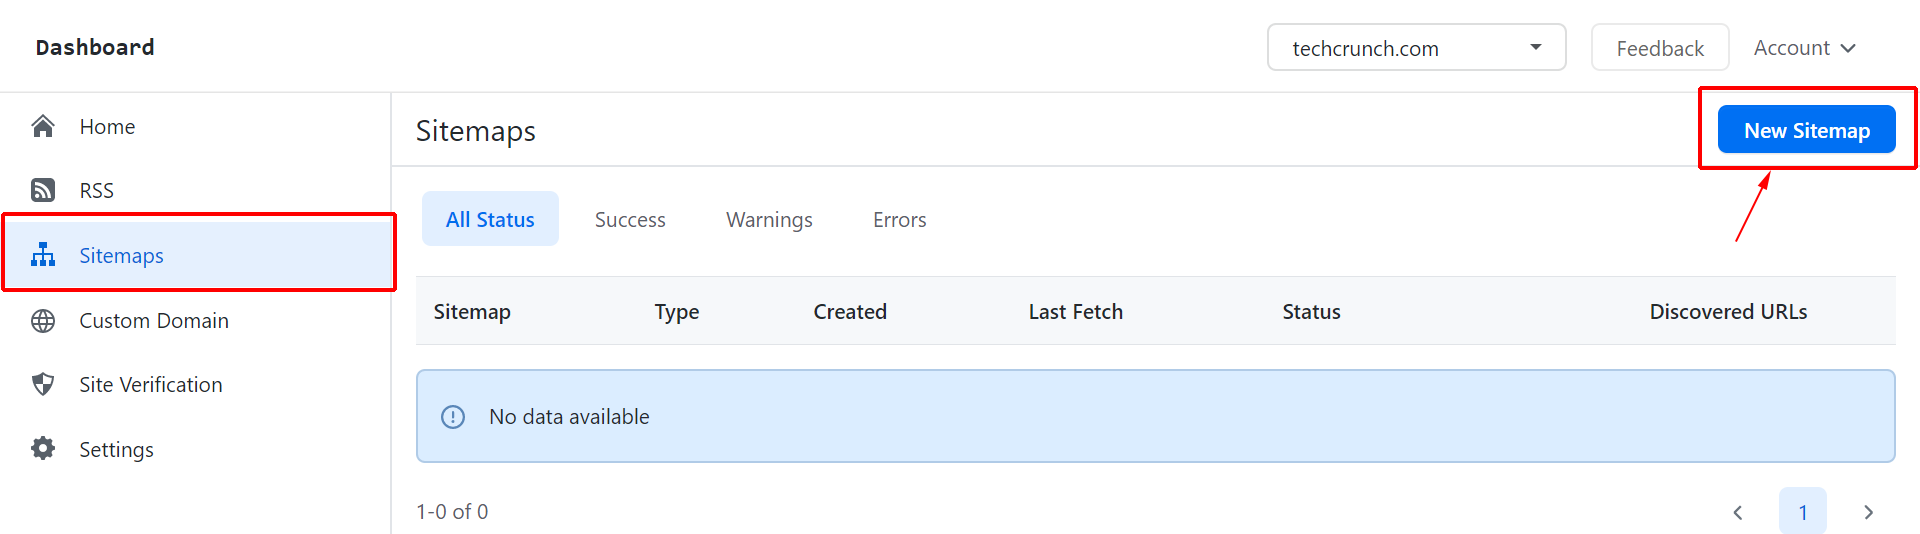 Dashboard
techcrunch.com
Feedback
Account
Home
RSS
Sitemaps
Custom Domain
Site Verification
Settings
Sitemaps
New Sitemap
All Status Success Warnings Errors
Sitemap Type Created Last Fetch Status Discovered URLs
No data available
1-0 of 0
1